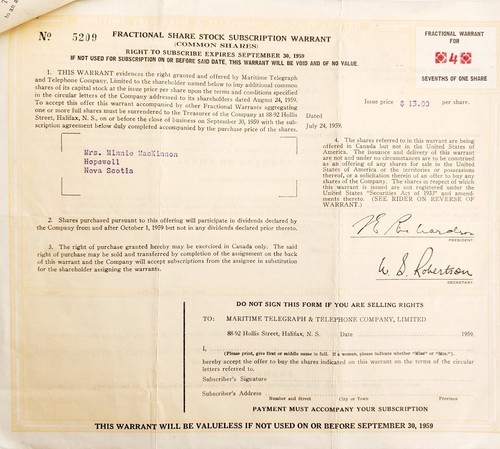 to an a
Nº 5209
FRACTIONAL SHARE STOCK SUBSCRIPTION WARRANT
(COMMON SHARES)
RIGHT TO SUBSCRIBE EXPIRES SEPTEMBER 30, 1959
IF NOT USED FOR SUBSCRIPTION ON OR BEFORE SAID DATE, THIS WARRANT WILL BE VOID AND OF NO VALUE.
FRACTIONAL WARRANT
FOR
4
SEVENTHS OF ONE SHARE
1. THIS WARRANT evidences the right granted and offered by Maritime Telegraph
and Telephone Company, Limited to the shareholder named below to buy additional common
shares of its capital stock at the issue price per share upon the terms and conditions specified
in the circular letters of the Company addressed to its shareholders dated August 24, 1959.
To accept this offer this warrant accompanied by other Fractional Warrants aggregating
one or more full shares must be surrendered to the Treasurer of the Company at 88-92 Hollis
Street, Halifax, N. S., on or before the close of business on September 30, 1959 with the sub-
scription agreement below duly completed accompanied by the purchase price of the shares.
Mrs. Minnie MacKinnon
Hopewell
Nova Scotia
2. Shares purchased pursuant to this offering will participate in dividends declared by
the Company from and after October 1, 1959 but not in any dividends declared prior thereto.
3. The right of purchase granted hereby may be exercised in Canada only. The said
right of purchase may be sold and transferred by completion of the assignment on the back
of this warrant and the Company will accept subscriptions from the assignee in substitution
for the shareholder assigning the warrants.
Issue price $ 13.00 per share.
Dated
July 24, 1959.
4. The shares referred to in this warrant are being
offered in Canada but not in the United States of
America. The issuance and delivery of this warrant
are not and under no circumstances are to be construed
as an offering of any shares for sale in the United
States of America or the territories or possessions
thereof, or a solicitation therein of an offer to buy any
shares of the Company. The shares in respect of which
this warrant is issued are not registered under the
United States "Securities Act of 1933" and amend-
ments thereto. (SEE RIDER ON REVERSE OF
WARRANT.)
PRESIDENT
W. S. Robertson
SECRETARY
DO NOT SIGN THIS FORM IF YOU ARE SELLING RIGHTS
TO: MARITIME TELEGRAPH & TELEPHONE COMPANY, LIMITED
88-92 Hollis Street, Halifax, N. S. Date 1959.
I,
(Please print, give first or middle name in full. If a woman, please indicate whether "Miss" or "Mrs.")
hereby accept the offer to buy the shares indicated on this warrant on the terms of the circular
letters referred to.
Subscriber's Signature
Subscriber's Address
Number and Street City or Town Province
PAYMENT MUST ACCOMPANY YOUR SUBSCRIPTION
THIS WARRANT WILL BE VALUELESS IF NOT USED ON OR BEFORE SEPTEMBER 30, 1959